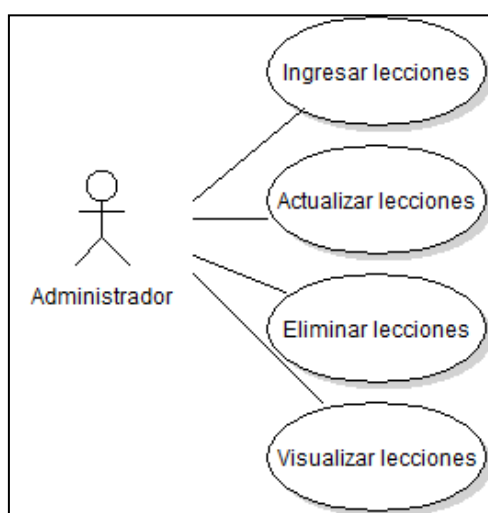 Ingresar lecciones
Actualizar lecciones
Administrador
Eliminar lecciones
Visualizar lecciones